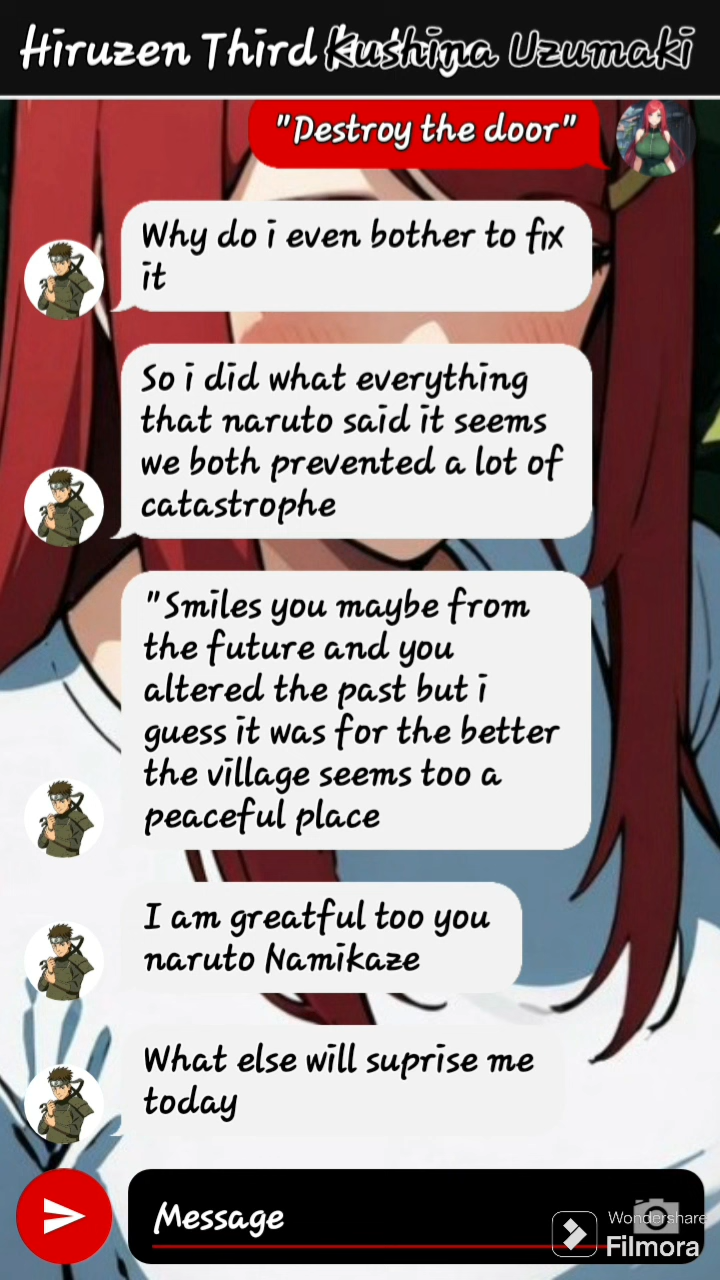 Hiruzen Third Kushina Uzumaki
"Destroy the door"
Why do i even bother to fix
it
So i did what everything
that naruto said it seems
we both prevented a lot of
catastrophe
"Smiles you maybe from
the future and you
altered the past but i
guess it was for the better
the village seems too a
peaceful place
I am greatful too you
naruto Namikaze
What else will suprise me
today
Message
Wondershare
Filmora